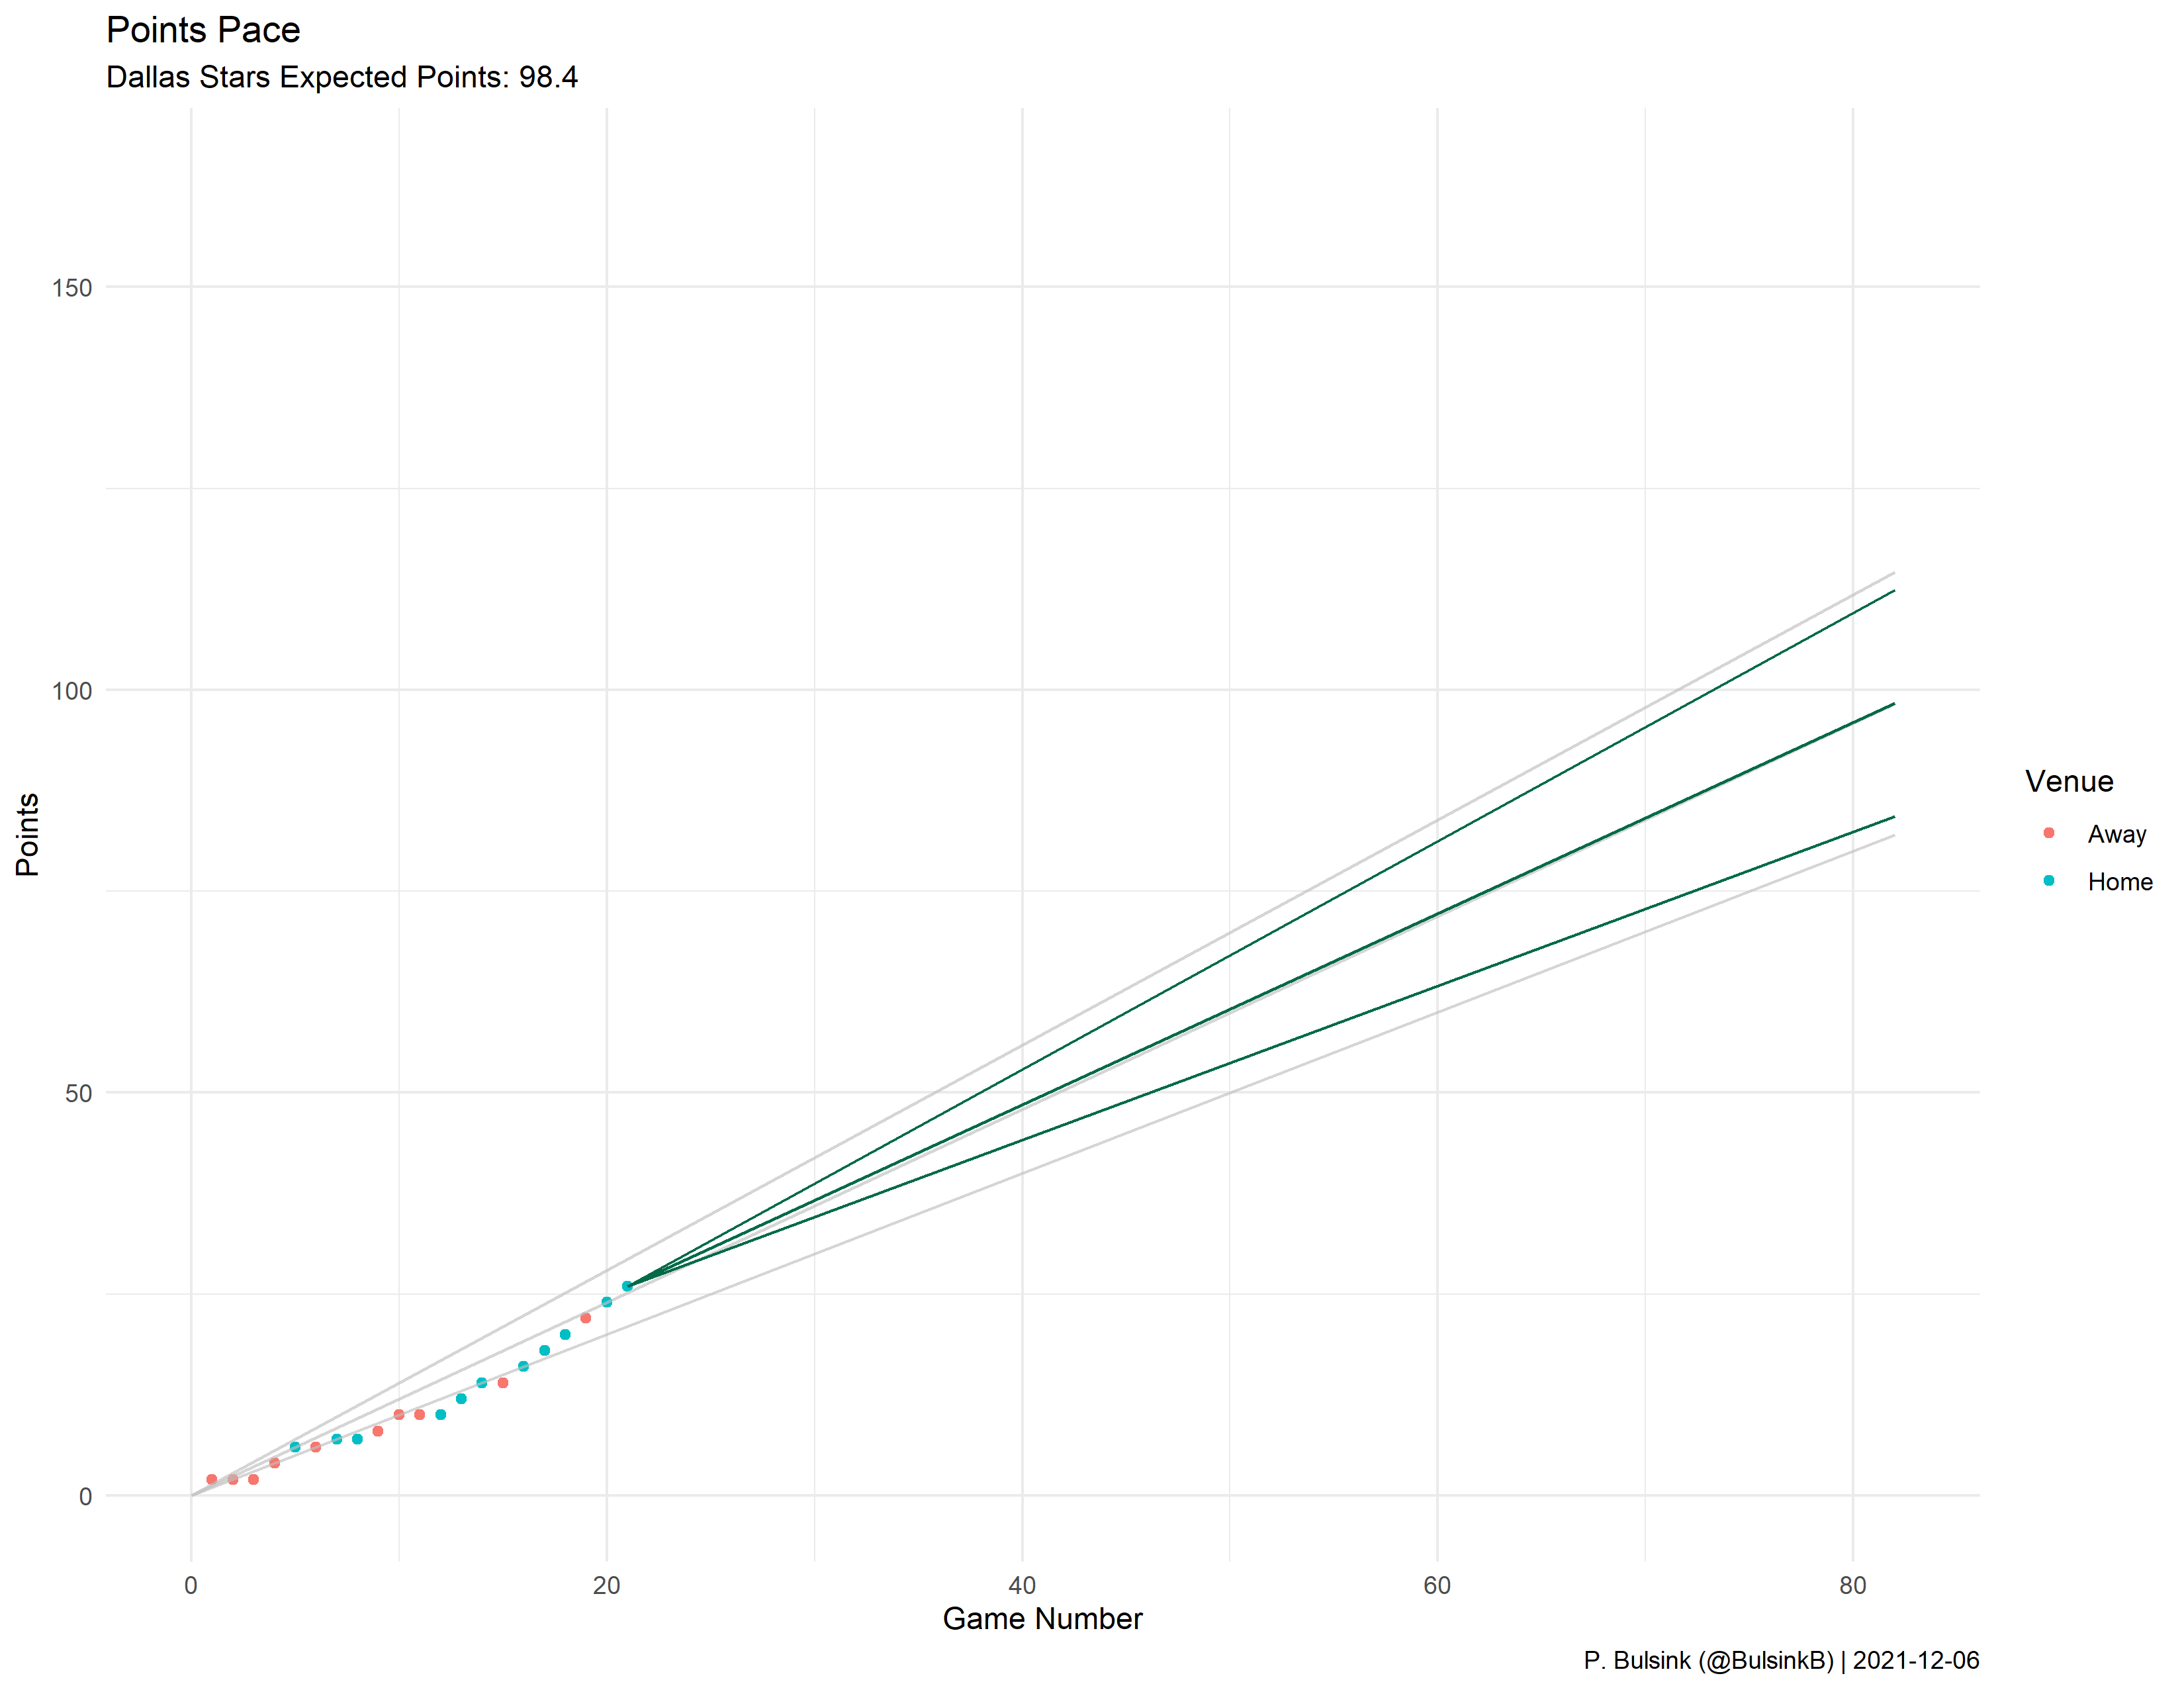 Points Pace
Dallas Stars Expected Points: 98.4
150
100
50
0
Points
0 20 40 60 80
Game Number
Venue
Away
Home
P. Bulsink (@BulsinkB) | 2021-12-06